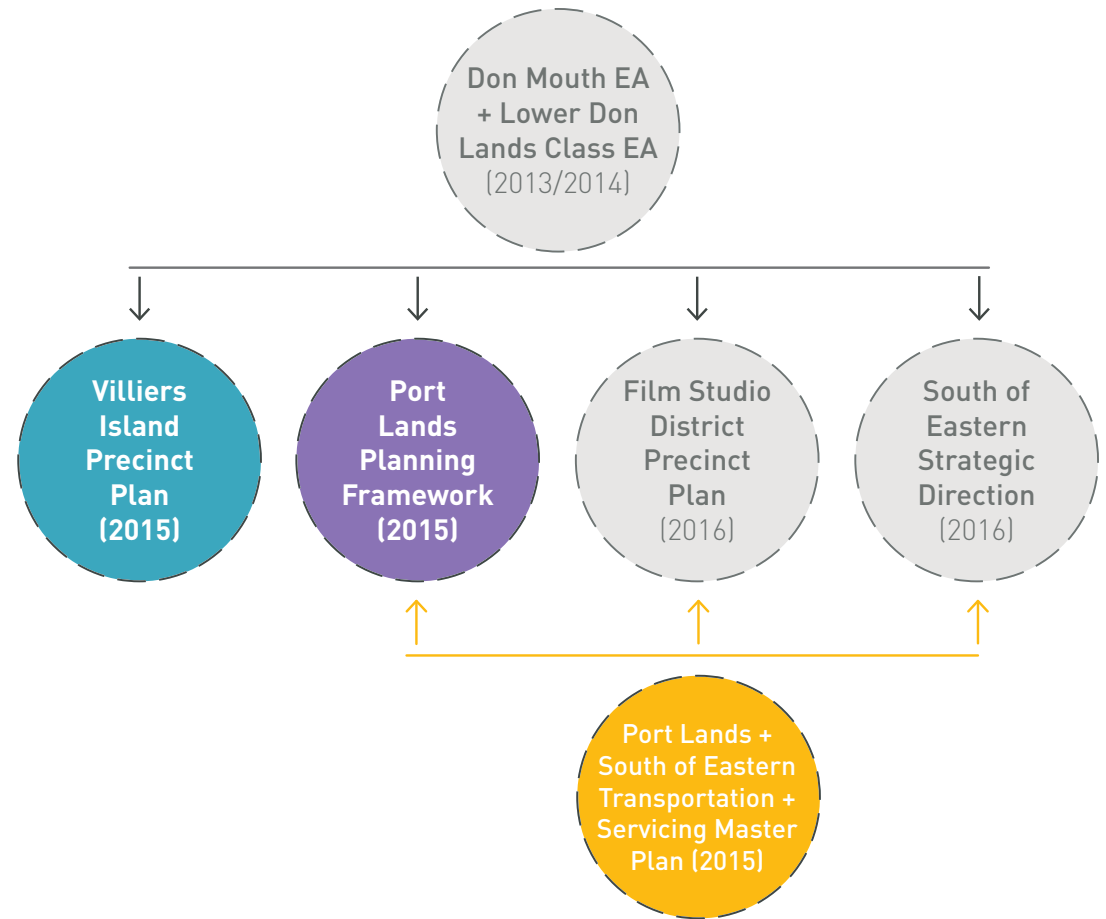 Don Mouth EA
+ Lower Don
Lands Class EA
(2013/2014)
Villiers
Island
Precinct
Plan
(2015)
Port
Lands
Planning
Framework
(2015)
Film Studio
District
Precinct
Plan
(2016)
South of
Eastern
Strategic
Direction
(2016)
Port Lands +
South of Eastern
Transportation +
Servicing Master
Plan (2015)